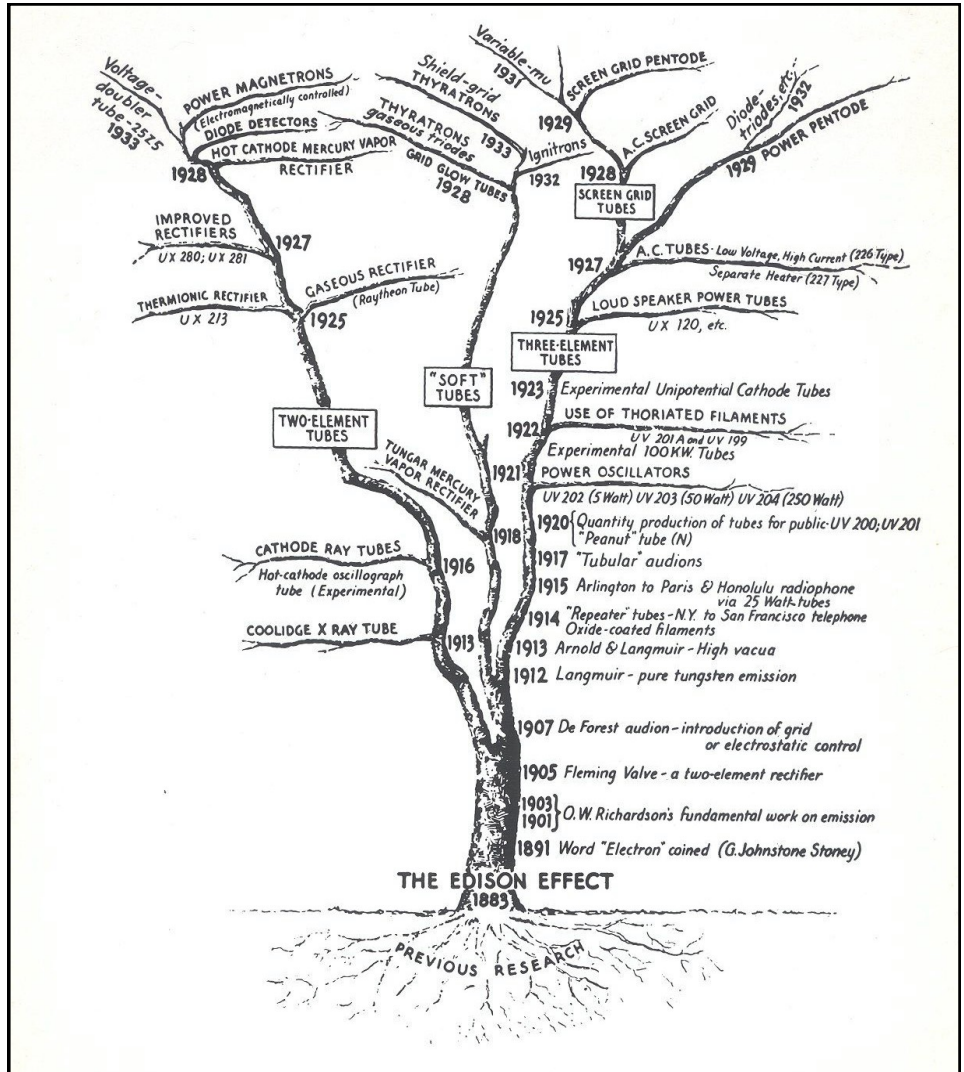 Voltage-
doubler
tube-25Z5
1933
POWER MAGNETRONS
(Electromagnetically controlled)
DIODE DETECTORS
HOT CATHODE MERCURY VAPOR
RECTIFIER
1928
IMPROVED
RECTIFIERS
UX 280; UX 281
1927
THERMIONIC RECTIFIER
UX 213
GASEOUS RECTIFIER
(Raytheon Tube)
1925
TWO-ELEMENT
TUBES
CATHODE RAY TUBES
Hot-cathode oscillograph
tube (Experimental)
1916
COOLIDGE X RAY TUBE
1913
Shield-grid
THYRATRONS
1933
THYRATRONS
gaseous triodes
GRID GLOW TUBES
1928
Ignitrons
1932
"SOFT"
TUBES
TUNGAR MERCURY
VAPOR RECTIFIER
1918
Variable-mu
1931
SCREEN GRID PENTODE
1929
A.C. SCREEN GRID
1928
SCREEN GRID
TUBES
Diode-
triodes, etc.
1932
1929 POWER PENTODE
1927
A.C. TUBES-Low Voltage, High Current (226 Type)
Separate Heater (227 Type)
1925
LOUD SPEAKER POWER TUBES
UX 120, etc.
THREE-ELEMENT
TUBES
1923 Experimental Unipotential Cathode Tubes
1922
USE OF THORIATED FILAMENTS
UV 201A and UV 199
Experimental 100 KW. Tubes
1921
POWER OSCILLATORS
UV 202 (5 Watt) UV 203 (50 Watt) UV 204 (250 Watt)
1920 {Quantity production of tubes for public-UV 200; UV 201
"Peanut" tube (N)
1917 "Tubular" audions
1915 Arlington to Paris & Honolulu radiophone
via 25 Watt-tubes
1914 "Repeater" tubes-N.Y. to San Francisco telephone
Oxide-coated filaments
1913 Arnold & Langmuir - High vacua
1912 Langmuir - pure tungsten emission
1907 De Forest audion - introduction of grid
or electrostatic control
1905 Fleming Valve - a two-element rectifier
1903
1901} O.W. Richardson's fundamental work on emission
1891 Word "Electron" coined (G. Johnstone Stoney)
THE EDISON EFFECT
1883
PREVIOUS RESEARCH